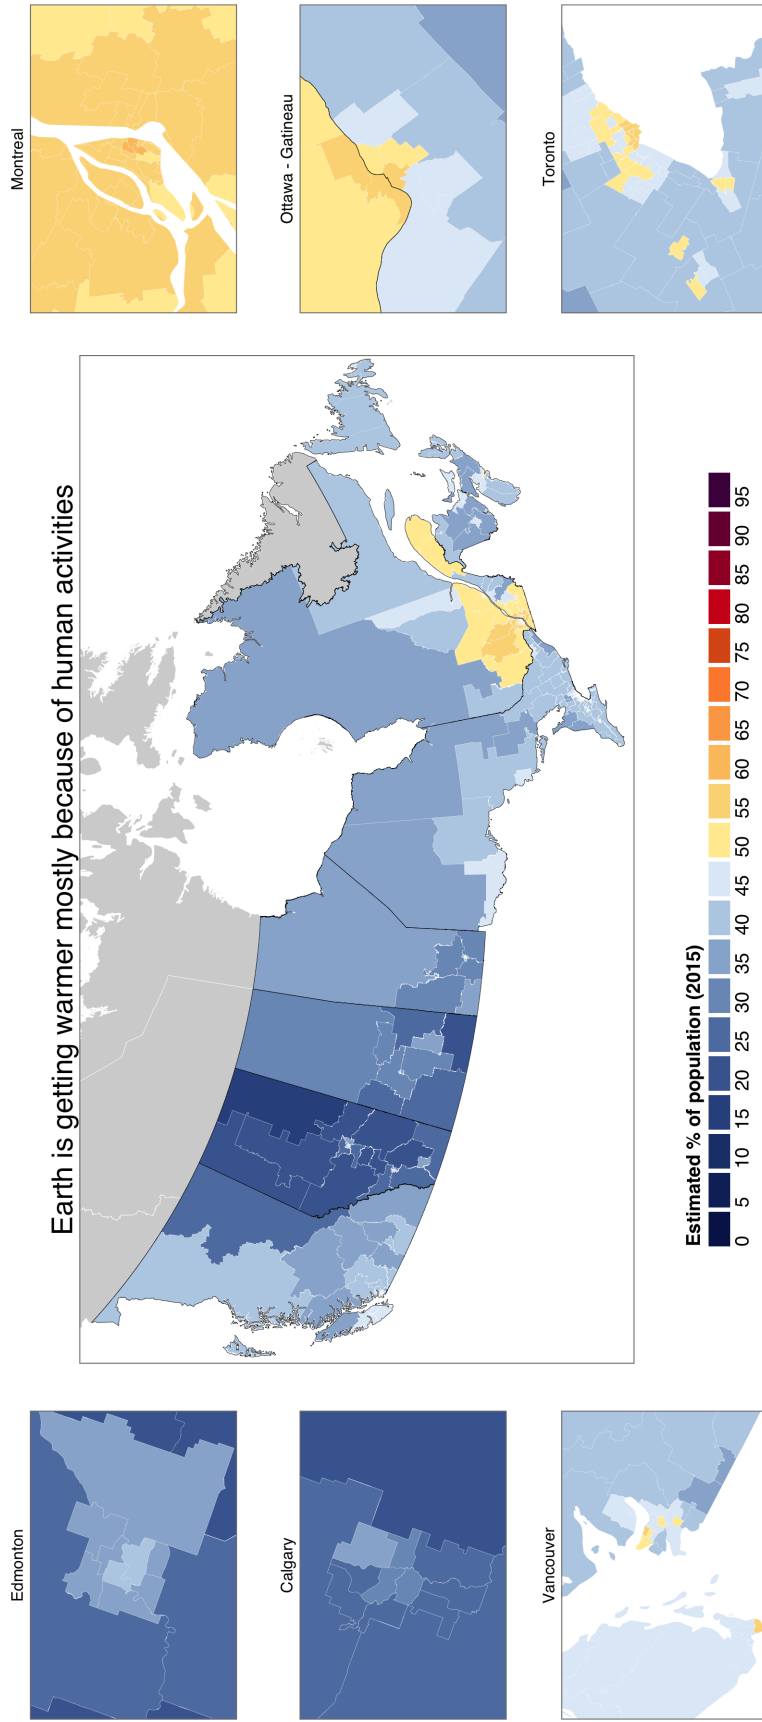 Earth is getting warmer mostly because of human activities
Edmonton
Montreal
Calgary
Ottawa - Gatineau
Vancouver
Toronto
Estimated % of population (2015)
0 5 10 15 20 25 30 35 40 45 50 55 60 65 70 75 80 85 90 95